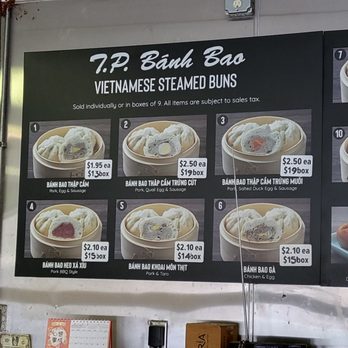 T.P. Bánh Bao
VIETNAMESE STEAMED BUNS
Sold individually or in boxes of 9. All items are subject to sales tax.
1
$1.95 ea
$13 box
BÁNH BAO THẬP CẨM
Pork, Egg & Sausage
2
$2.50 ea
$19 box
BÁNH BAO THẬP CẨM TRỨNG CÚT
Pork, Quail Egg & Sausage
3
$2.50 ea
$19 box
BÁNH BAO THẬP CẨM TRỨNG MUỐI
Pork, Salted Duck Egg & Sausage
4
$2.10 ea
$15 box
BÁNH BAO HEO XÁ XÍU
Pork BBQ Style
5
$2.10 ea
$14 box
BÁNH BAO KHOAI MÔN THỊT
Pork & Taro
6
$2.10 ea
$15 box
BÁNH BAO GÀ
Chicken & Egg
7